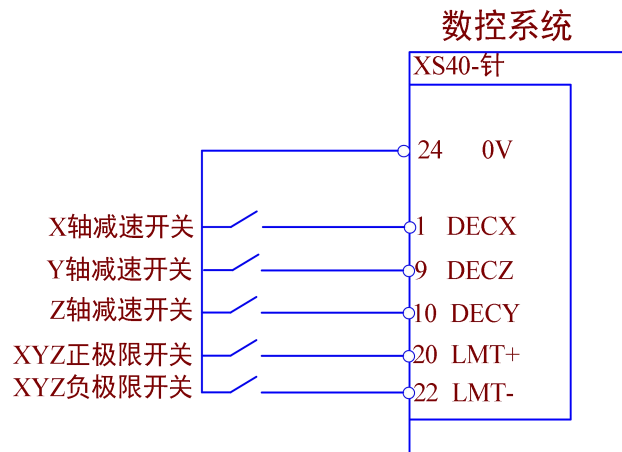 数控系统
XS40-针
24 0V
X轴减速开关 1 DECX
Y轴减速开关 9 DECZ
Z轴减速开关 10 DECY
XYZ正极限开关 20 LMT+
XYZ负极限开关 22 LMT-